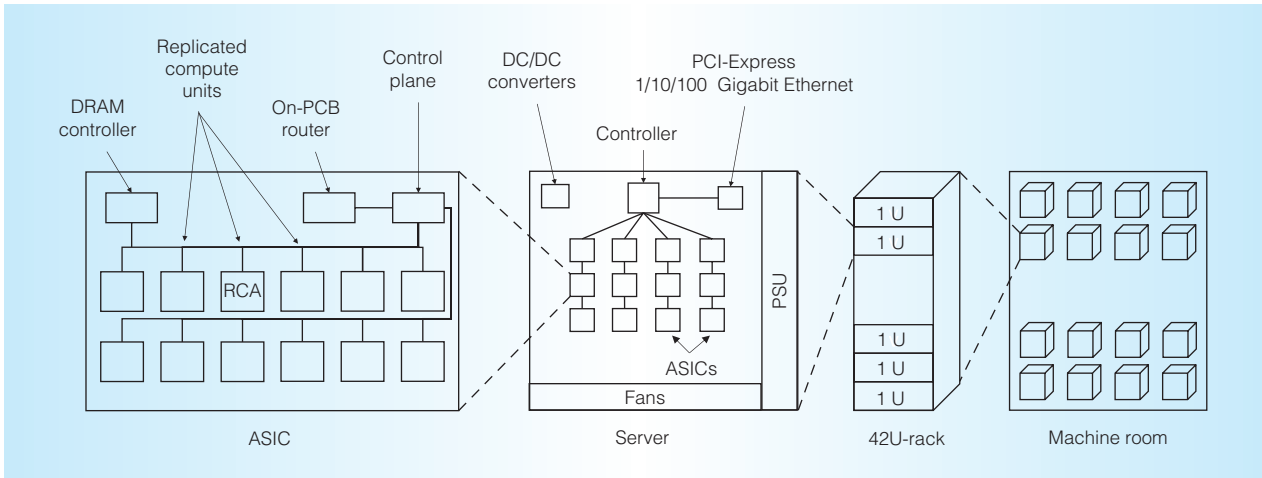 Replicated
compute
units
Control
plane
DC/DC
converters
PCI-Express
1/10/100 Gigabit Ethernet
DRAM
controller
On-PCB
router
Controller
RCA
ASICs
Fans
PSU
1 U
1 U
1 U
1 U
1 U
ASIC
Server
42U-rack
Machine room